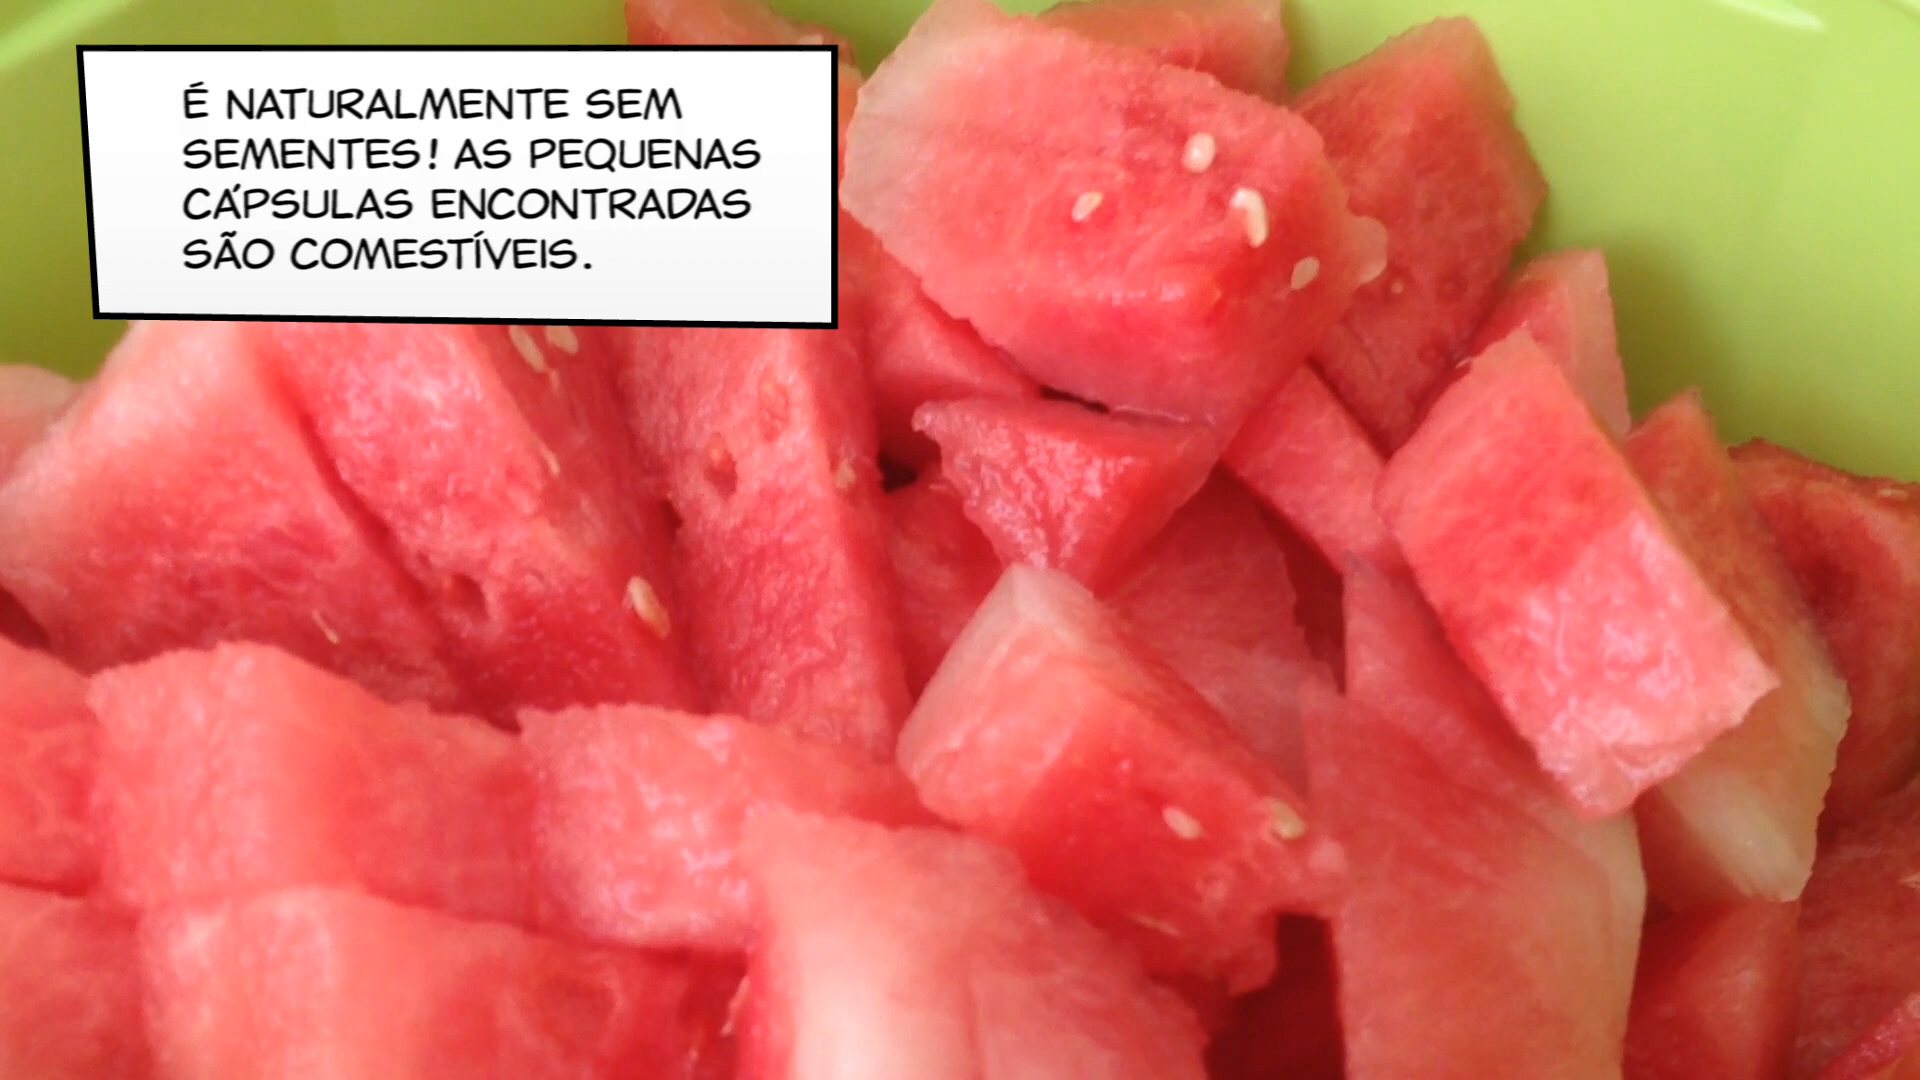 É NATURALMENTE SEM
SEMENTES! AS PEQUENAS
CÁPSULAS ENCONTRADAS
SÃO COMESTÍVEIS.